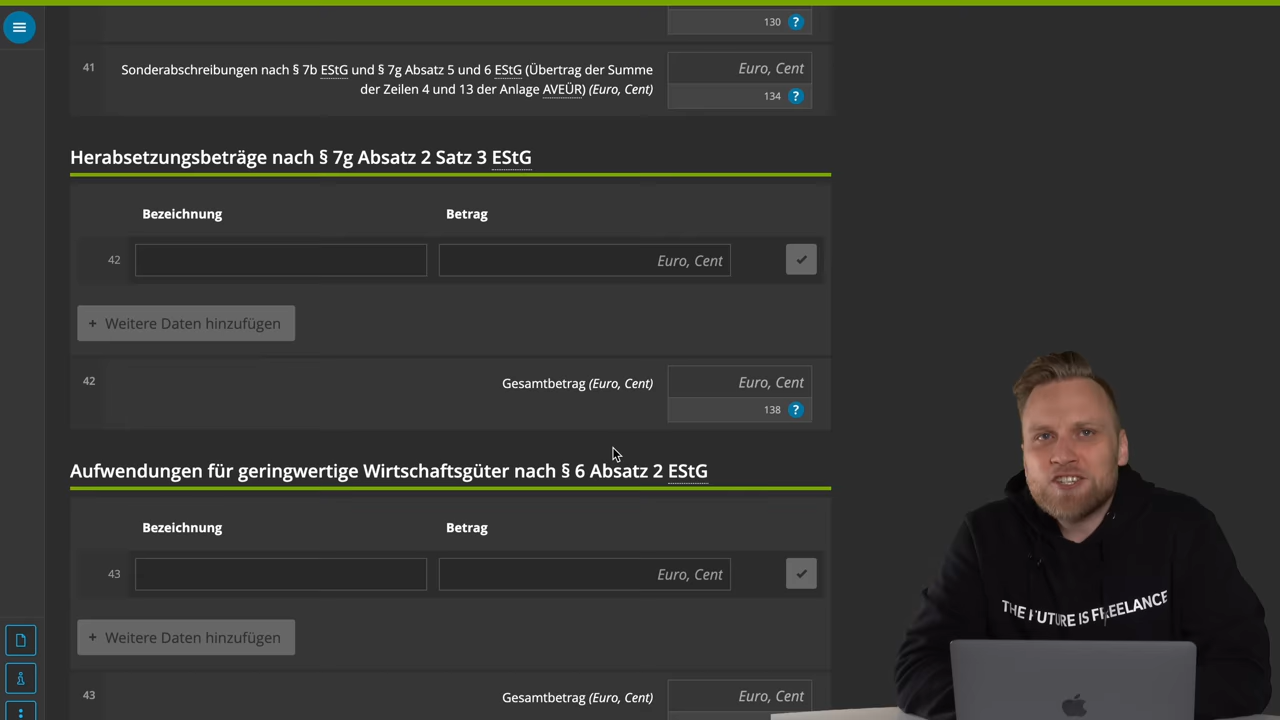 130 ?
41
Sonderabschreibungen nach § 7b EStG und § 7g Absatz 5 und 6 EStG (Übertrag der Summe
der Zeilen 4 und 13 der Anlage AVEÜR) (Euro, Cent)
Euro, Cent
134 ?
Herabsetzungsbeträge nach § 7g Absatz 2 Satz 3 EStG
Bezeichnung Betrag
42 Euro, Cent
+ Weitere Daten hinzufügen
42 Gesamtbetrag (Euro, Cent) Euro, Cent
138 ?
Aufwendungen für geringwertige Wirtschaftsgüter nach § 6 Absatz 2 EStG
Bezeichnung Betrag
43 Euro, Cent
+ Weitere Daten hinzufügen
43 Gesamtbetrag (Euro, Cent) Euro, Cent
THE FUTURE IS FREELANCE